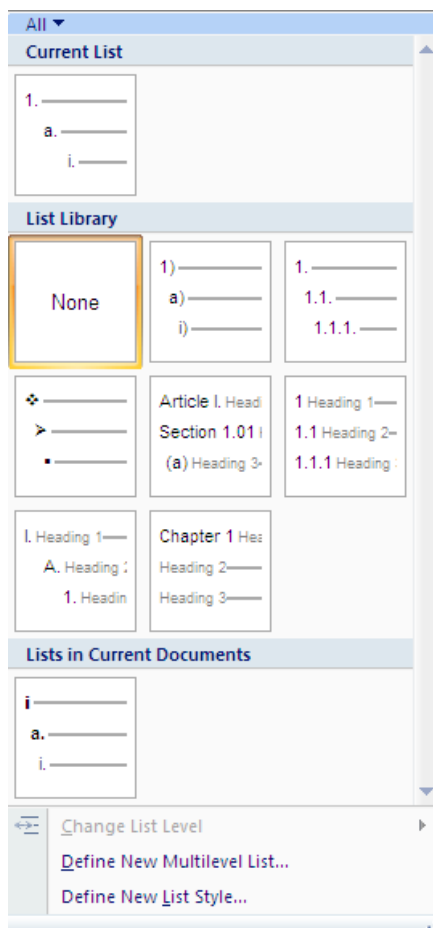 All
Current List
1.
a.
i.
List Library
None
1)
a)
i)
1.
1.1.
1.1.1.
Article I. Head
Section 1.01
(a) Heading 3
1 Heading 1
1.1 Heading 2
1.1.1 Heading
I. Heading 1
A. Heading 2
1. Headin
Chapter 1 Hea
Heading 2
Heading 3
Lists in Current Documents
i
a.
i.
Change List Level
Define New Multilevel List...
Define New List Style...